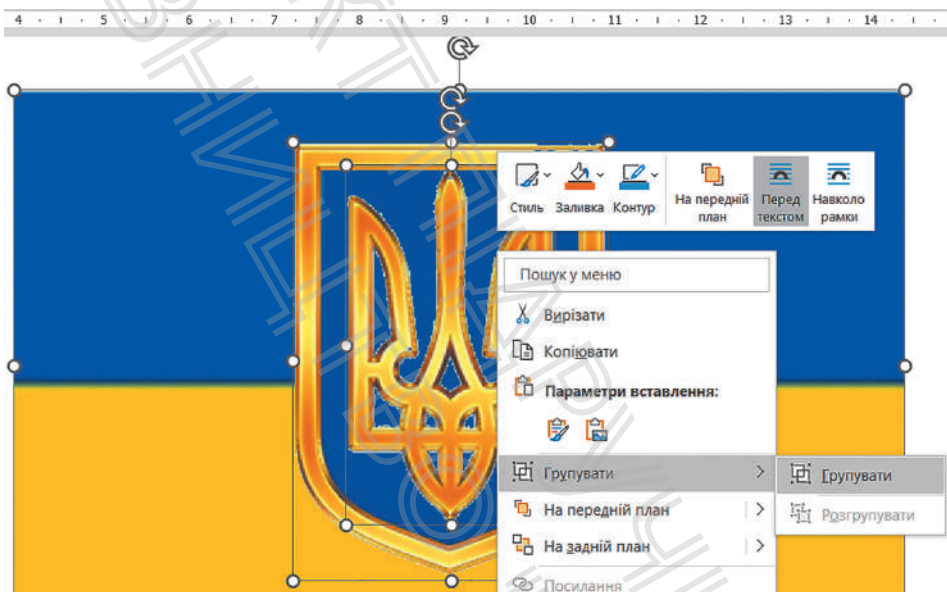 4 5 6 7 8 9 10 11 12 13 14
Стиль Заливка Контур На передній план Перед текстом Навколо рамки
Пошук у меню
Вирізати
Копіювати
Параметри вставлення:
Групувати
Групувати
На передній план
Розгрупувати
На задній план
Посилання